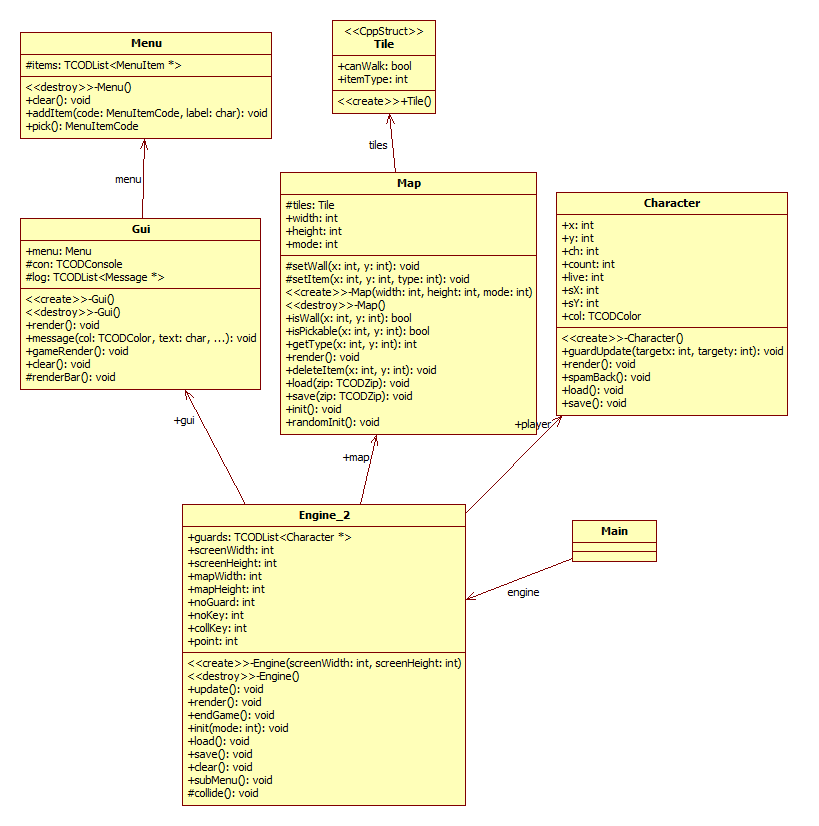 Menu
#items: TCODList<MenuItem *>
<<destroy>>-Menu()
+clear(): void
+addItem(code: MenuItemCode, label: char): void
+pick(): MenuItemCode
<<CppStruct>>
Tile
+canWalk: bool
+itemType: int
<<create>>+Tile()
tiles
menu
Map
#tiles: Tile
+width: int
+height: int
+mode: int
#setWall(x: int, y: int): void
#setItem(x: int, y: int, type: int): void
<<create>>-Map(width: int, height: int, mode: int)
<<destroy>>-Map()
+isWall(x: int, y: int): bool
+isPickable(x: int, y: int): bool
+getType(x: int, y: int): int
+render(): void
+deleteItem(x: int, y: int): void
+load(zip: TCODZip): void
+save(zip: TCODZip): void
+init(): void
+randomInit(): void
Character
+x: int
+y: int
+ch: int
+count: int
+live: int
+sX: int
+sY: int
+col: TCODColor
<<create>>-Character()
+guardUpdate(targetx: int, targety: int): void
+render(): void
+spamBack(): void
+load(): void
+save(): void
Gui
+menu: Menu
#con: TCODConsole
#log: TCODList<Message *>
<<create>>-Gui()
<<destroy>>-Gui()
+render(): void
+message(col: TCODColor, text: char, ...): void
+gameRender(): void
+clear(): void
#renderBar(): void
+gui
+map
+player
Engine_2
+guards: TCODList<Character *>
+screenWidth: int
+screenHeight: int
+mapWidth: int
+mapHeight: int
+noGuard: int
+noKey: int
+collKey: int
+point: int
<<create>>-Engine(screenWidth: int, screenHeight: int)
<<destroy>>-Engine()
+update(): void
+render(): void
+endGame(): void
+init(mode: int): void
+load(): void
+save(): void
+clear(): void
+subMenu(): void
#collide(): void
Main
engine